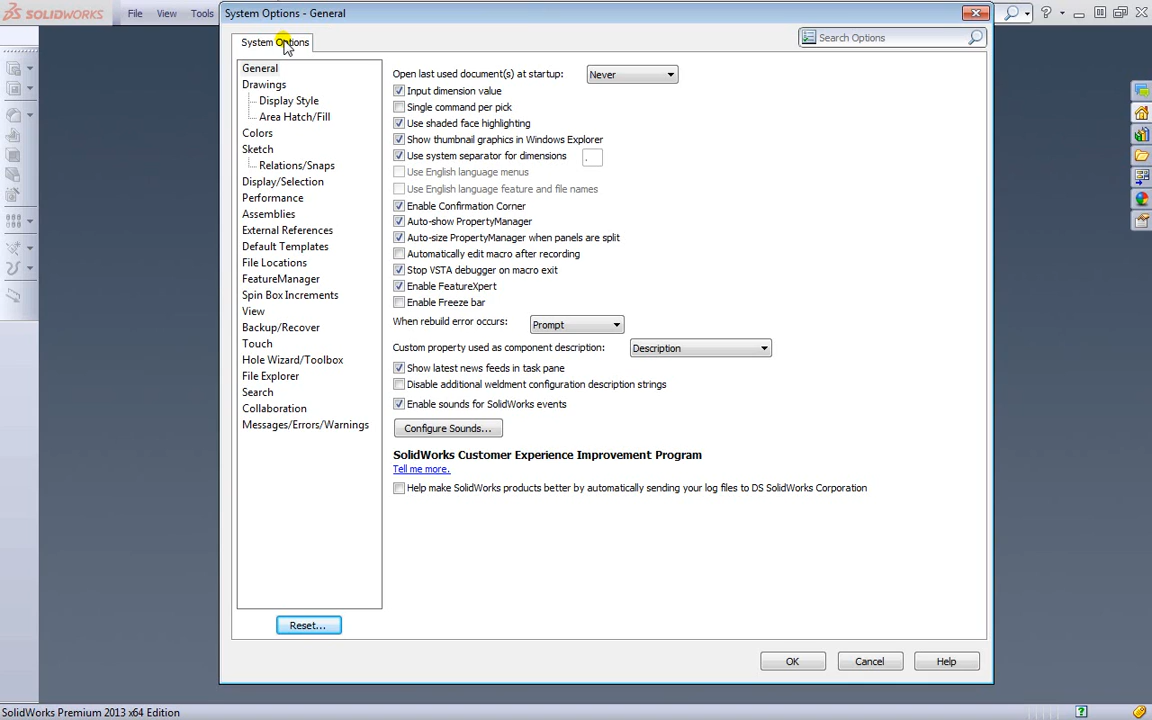 SOLIDWORKS
File View Tools
System Options - General
System Options
Search Options
General
Drawings
Display Style
Area Hatch/Fill
Colors
Sketch
Relations/Snaps
Display/Selection
Performance
Assemblies
External References
Default Templates
File Locations
FeatureManager
Spin Box Increments
View
Backup/Recover
Touch
Hole Wizard/Toolbox
File Explorer
Search
Collaboration
Messages/Errors/Warnings
Reset...
Open last used document(s) at startup: Never
Input dimension value
Single command per pick
Use shaded face highlighting
Show thumbnail graphics in Windows Explorer
Use system separator for dimensions .
Use English language menus
Use English language feature and file names
Enable Confirmation Corner
Auto-show PropertyManager
Auto-size PropertyManager when panels are split
Automatically edit macro after recording
Stop VSTA debugger on macro exit
Enable FeatureXpert
Enable Freeze bar
When rebuild error occurs: Prompt
Custom property used as component description: Description
Show latest news feeds in task pane
Disable additional weldment configuration description strings
Enable sounds for SolidWorks events
Configure Sounds...
SolidWorks Customer Experience Improvement Program
Tell me more.
Help make SolidWorks products better by automatically sending your log files to DS SolidWorks Corporation
OK Cancel Help
SolidWorks Premium 2013 x64 Edition